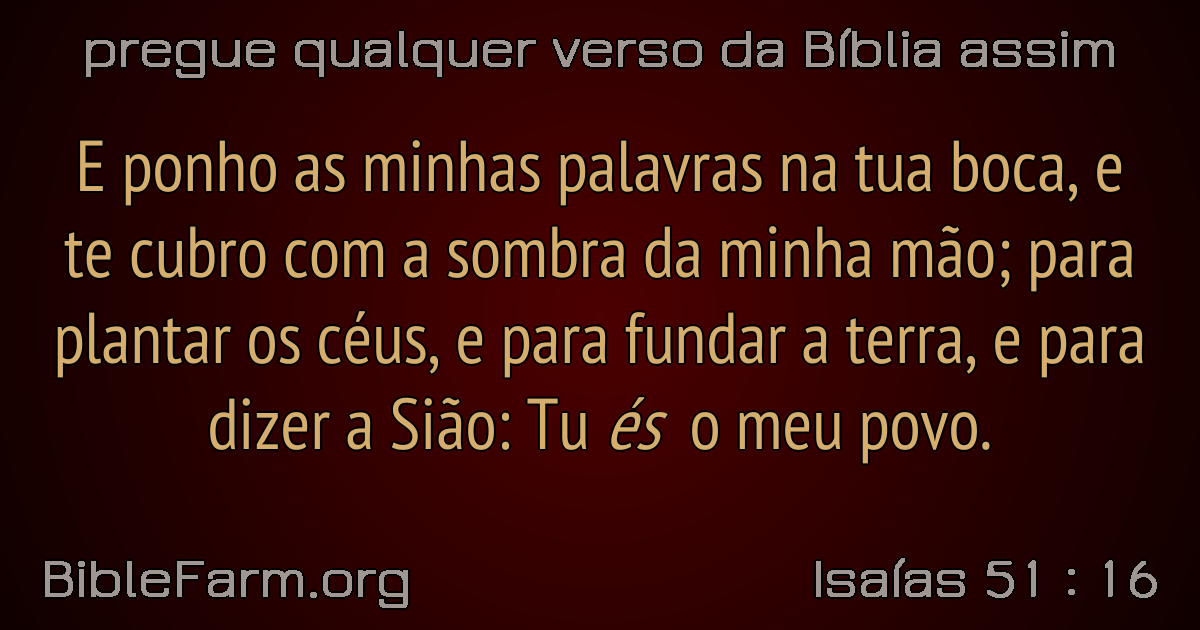 pregue qualquer verso da Bíblia assim
E ponho as minhas palavras na tua boca, e
te cubro com a sombra da minha mão; para
plantar os céus, e para fundar a terra, e para
dizer a Sião: Tu és o meu povo.
BibleFarm.org
Isaías 51 : 16